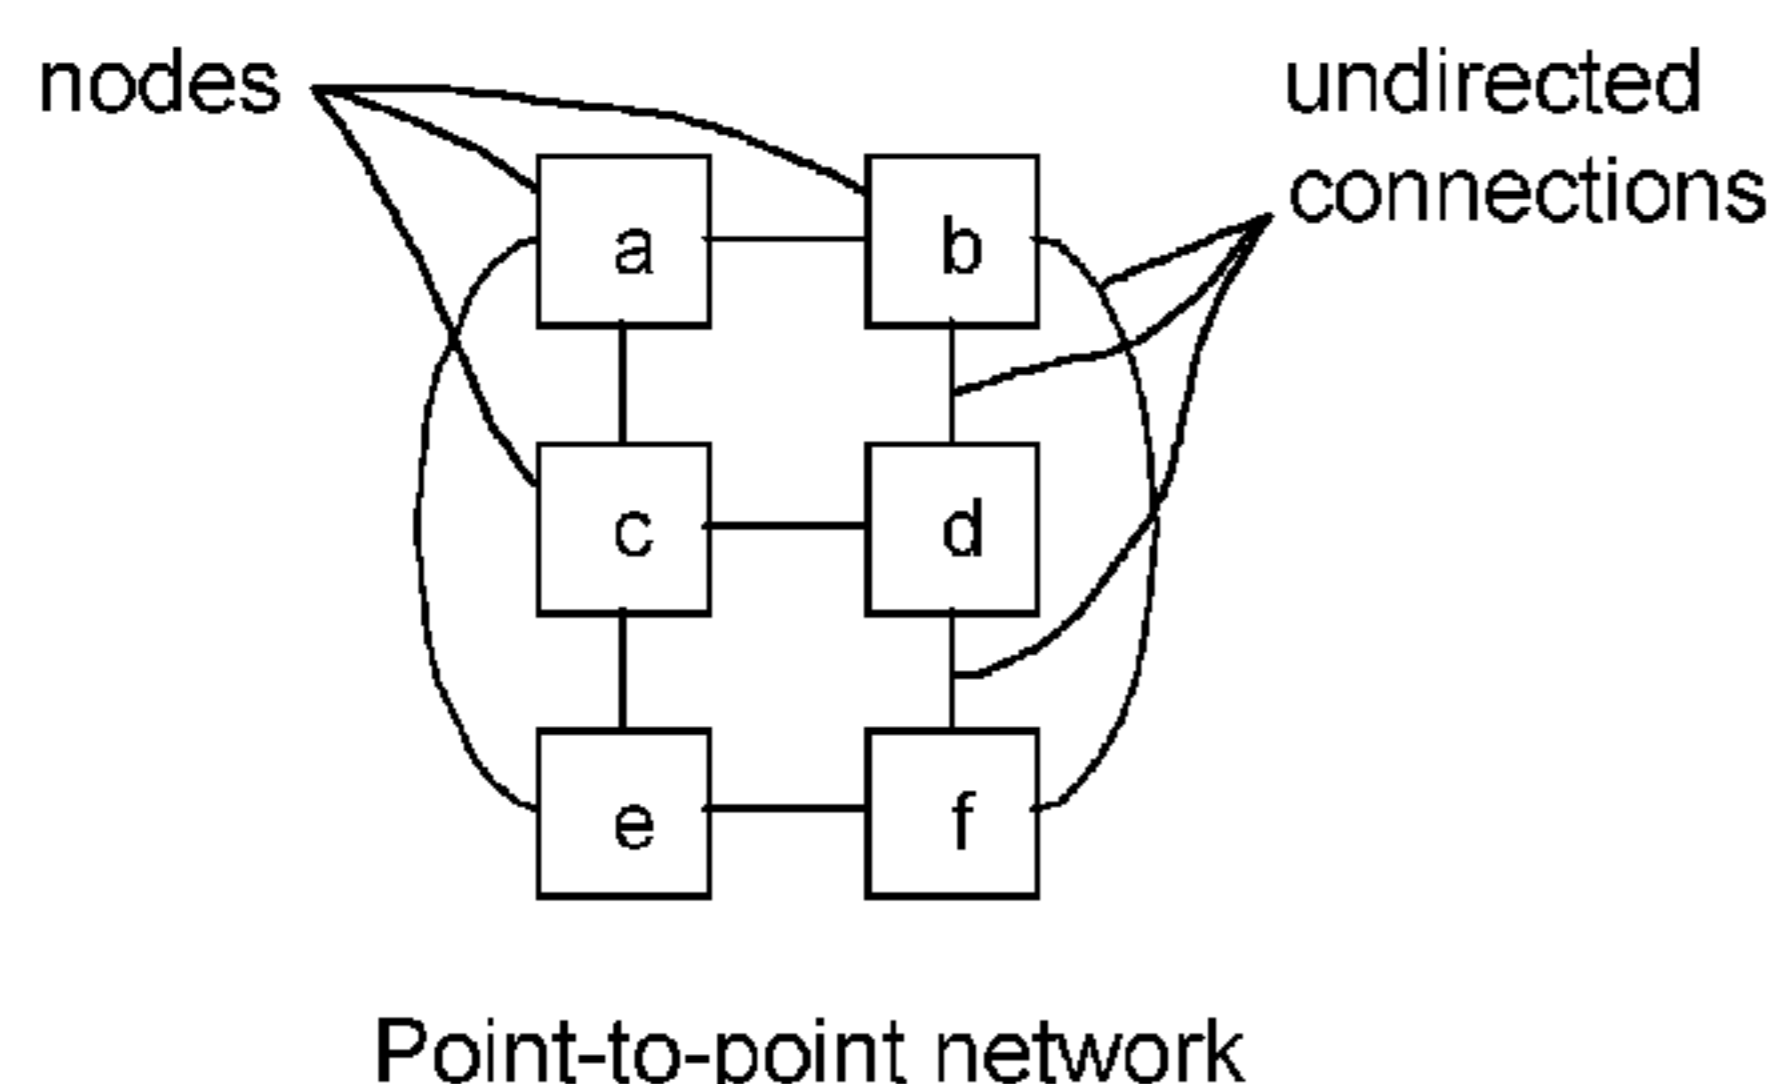 nodes
undirected
connections
a
b
c
d
e
f
Point-to-point network